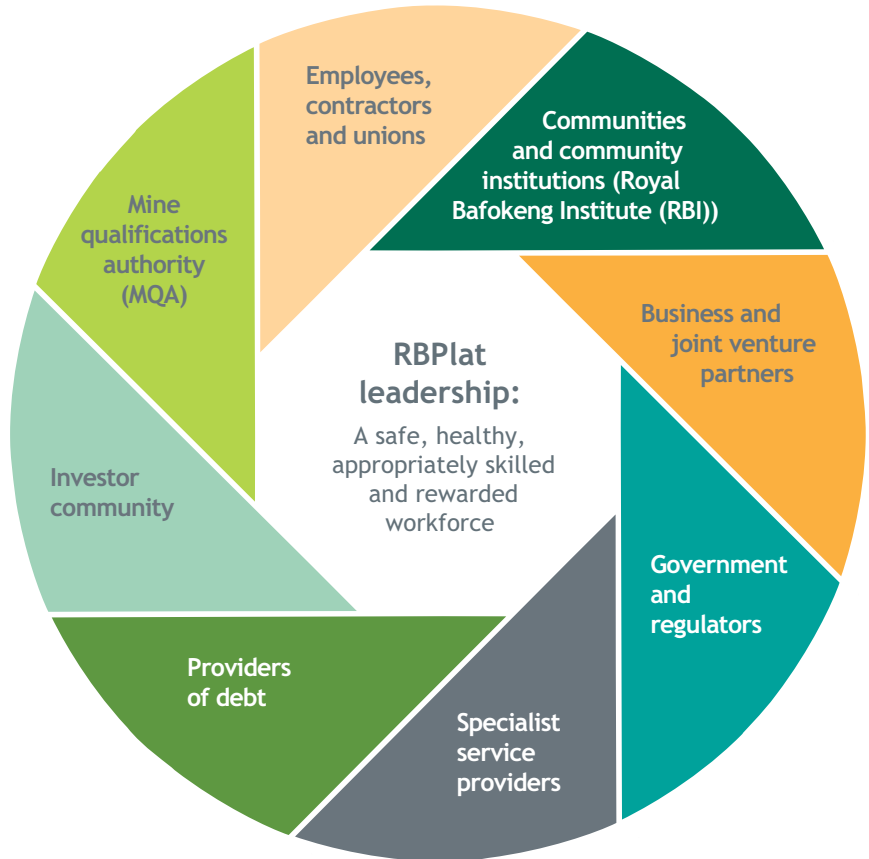 Employees,
contractors
and unions
Communities
and community
institutions (Royal
Bafokeng Institute (RBI))
Business and
joint venture
partners
Government
and
regulators
Specialist
service
providers
Providers
of debt
Investor
community
Mine
qualifications
authority
(MQA)
RBPlat
leadership:
A safe, healthy,
appropriately skilled
and rewarded
workforce